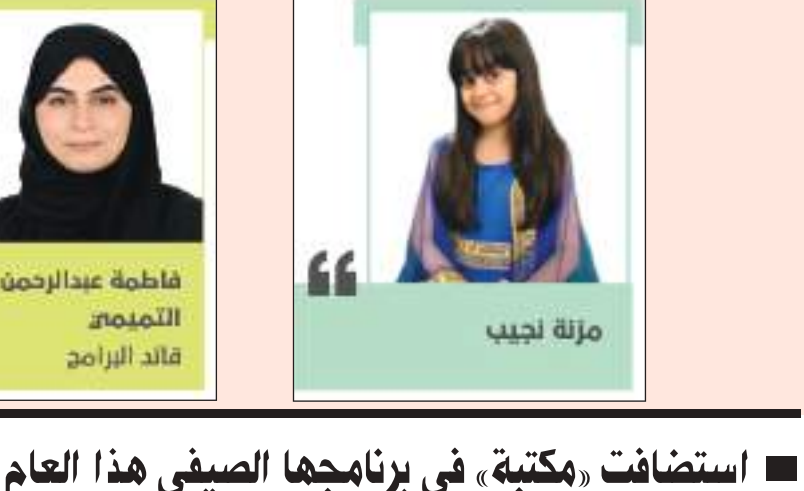 مزنة نجيب
فاطمة عبدالرحمن
التميمي
قائد البرامج
■ استضافت «مكتبة» في برنامجها الصيفي هذا العام